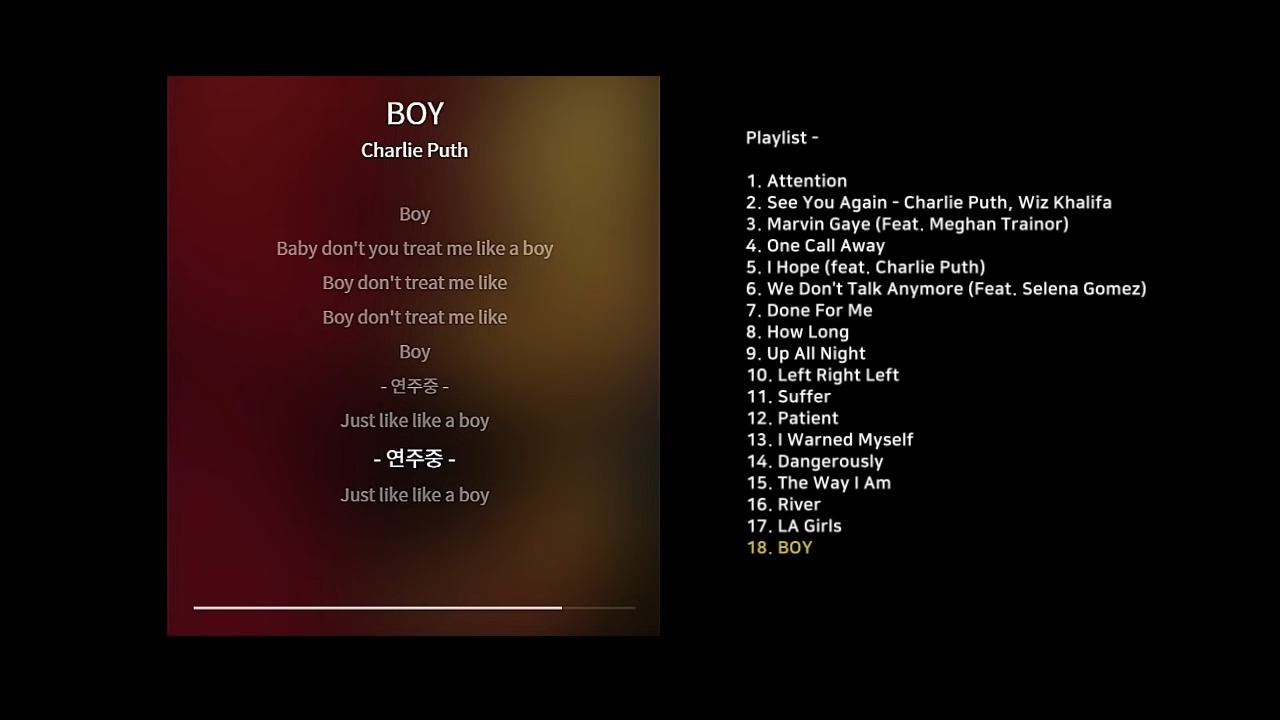 BOY
Charlie Puth
Boy
Baby don't you treat me like a boy
Boy don't treat me like
Boy don't treat me like
Boy
- 연주중 -
Just like like a boy
- 연주중 -
Just like like a boy
Playlist -
1. Attention
2. See You Again - Charlie Puth, Wiz Khalifa
3. Marvin Gaye (Feat. Meghan Trainor)
4. One Call Away
5. I Hope (feat. Charlie Puth)
6. We Don't Talk Anymore (Feat. Selena Gomez)
7. Done For Me
8. How Long
9. Up All Night
10. Left Right Left
11. Suffer
12. Patient
13. I Warned Myself
14. Dangerously
15. The Way I Am
16. River
17. LA Girls
18. BOY